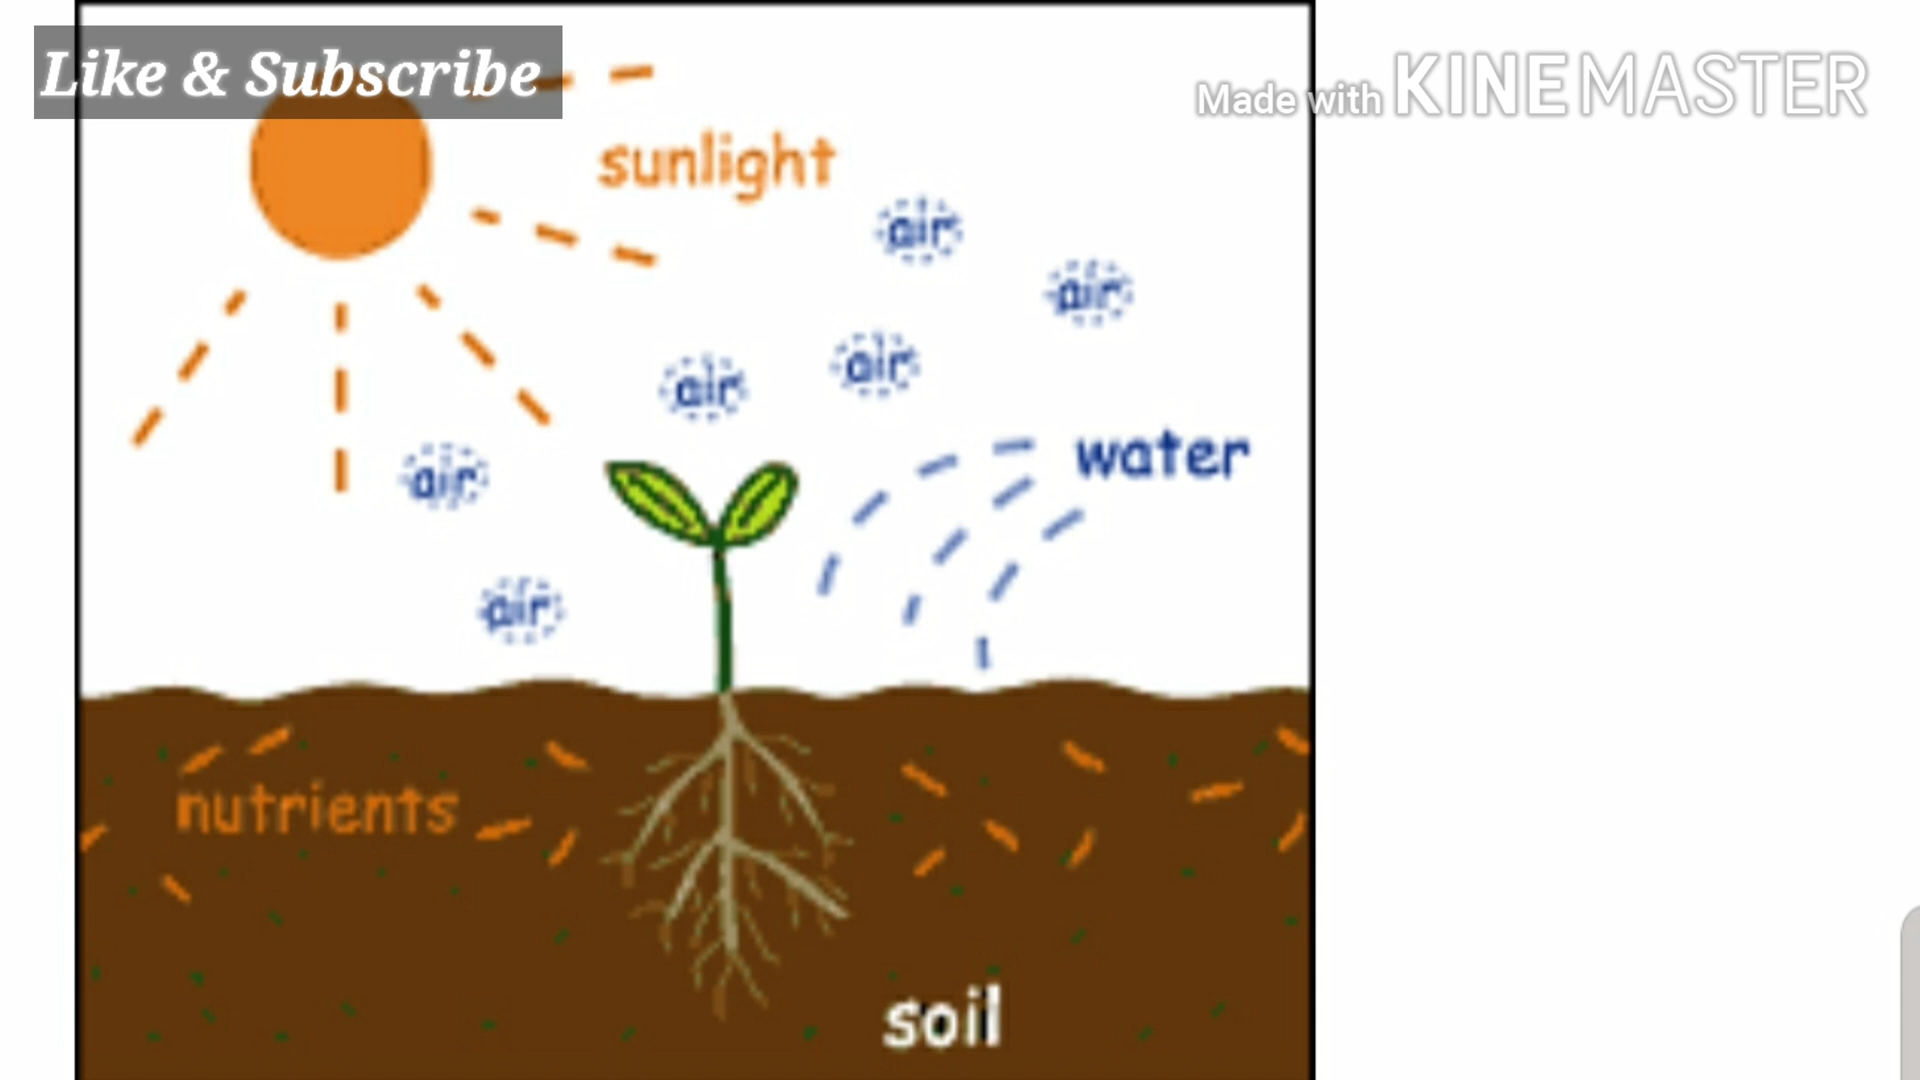 Like & Subscribe
Made with KINEMASTER
sunlight
air
air
air
air
water
air
air
nutrients
soil